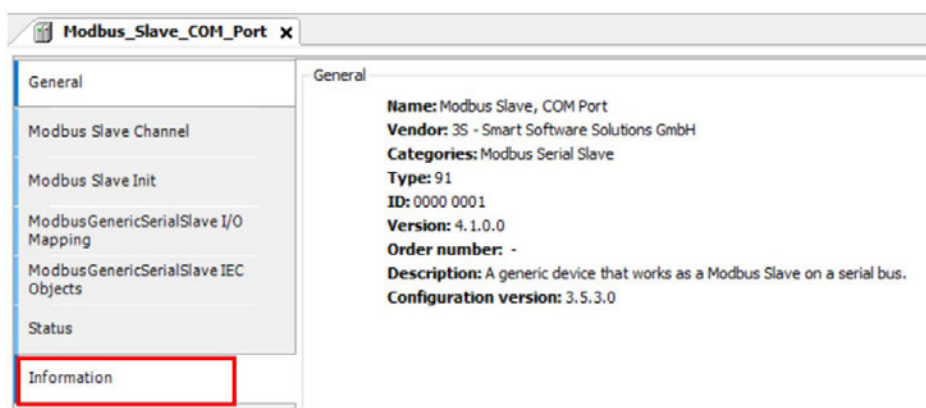 Modbus_Slave_COM_Port x
General
Modbus Slave Channel
Modbus Slave Init
ModbusGenericSerialSlave I/O
Mapping
ModbusGenericSerialSlave IEC
Objects
Status
Information
General
Name: Modbus Slave, COM Port
Vendor: 3S - Smart Software Solutions GmbH
Categories: Modbus Serial Slave
Type: 91
ID: 0000 0001
Version: 4.1.0.0
Order number: -
Description: A generic device that works as a Modbus Slave on a serial bus.
Configuration version: 3.5.3.0